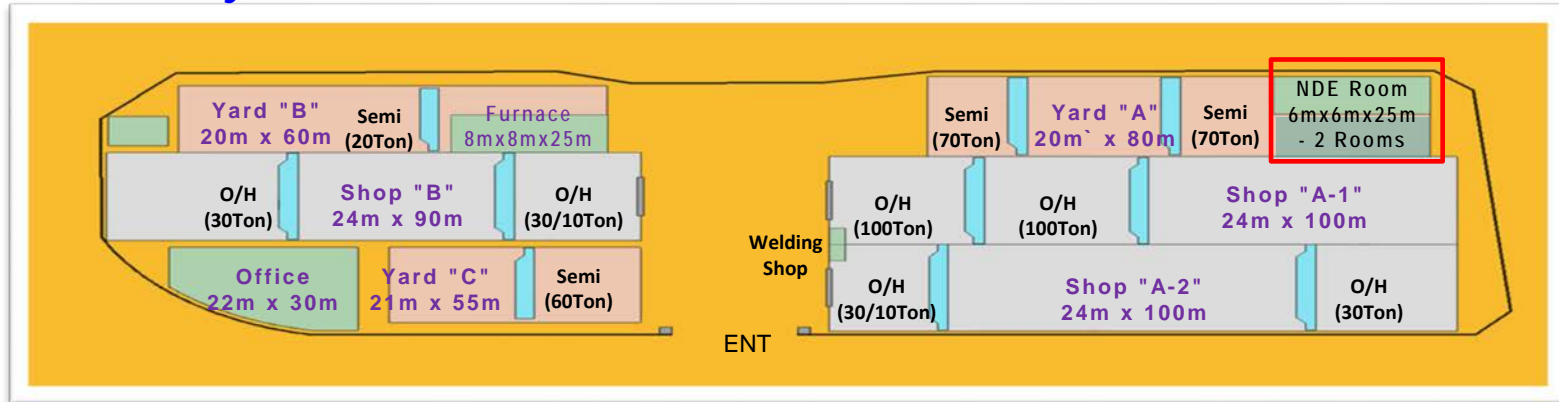 Yard "B"
20m x 60m
Semi
(20Ton)
Furnace
8mx8mx25m
Semi
(70Ton)
Yard "A"
20m` x 80m
Semi
(70Ton)
NDE Room
6mx6mx25m
- 2 Rooms
O/H
(30Ton)
Shop "B"
24m x 90m
O/H
(30/10Ton)
O/H
(100Ton)
O/H
(100Ton)
Shop "A-1"
24m x 100m
Welding
Shop
Office
22m x 30m
Yard "C"
21m x 55m
Semi
(60Ton)
O/H
(30/10Ton)
Shop "A-2"
24m x 100m
O/H
(30Ton)
ENT